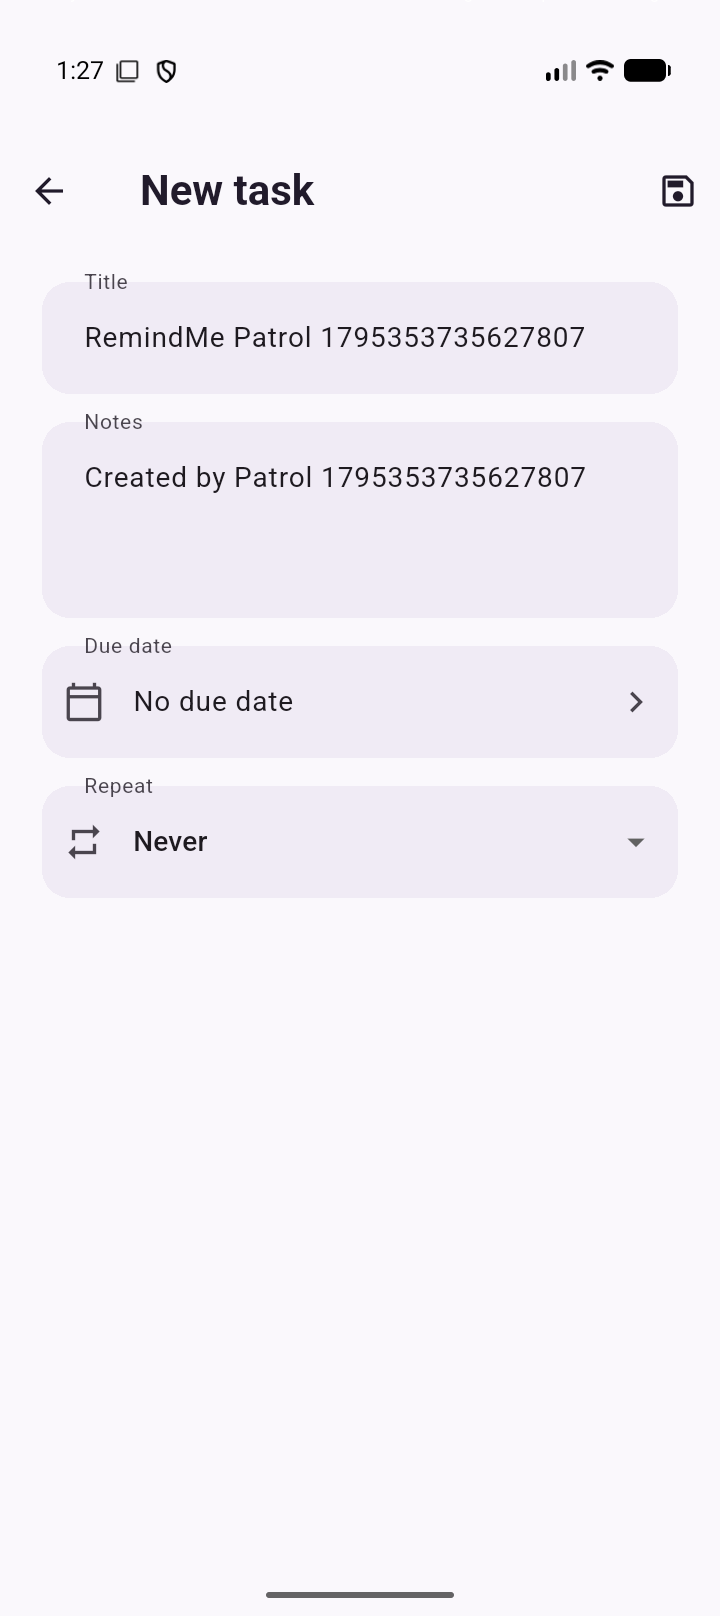 1:27
New task
Title
RemindMe Patrol 1795353735627807
Notes
Created by Patrol 1795353735627807
Due date
No due date
Repeat
Never